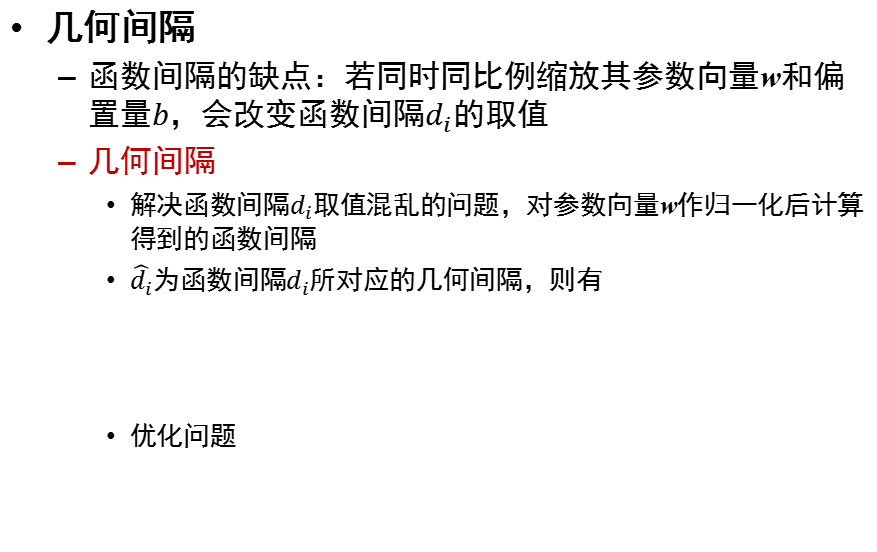 • 几何间隔
– 函数间隔的缺点：若同时同比例缩放其参数向量w和偏
置量b，会改变函数间隔dᵢ的取值
– 几何间隔
• 解决函数间隔dᵢ取值混乱的问题，对参数向量w作归一化后计算
得到的函数间隔
• d̂ᵢ为函数间隔dᵢ所对应的几何间隔，则有
• 优化问题